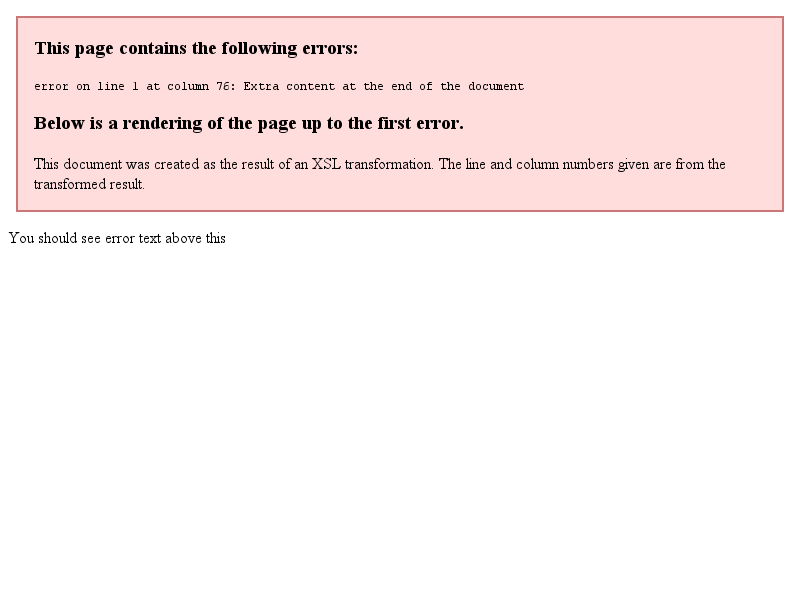 This page contains the following errors:
error on line 1 at column 76: Extra content at the end of the document
Below is a rendering of the page up to the first error.
This document was created as the result of an XSL transformation. The line and column numbers given are from the
transformed result.
You should see error text above this